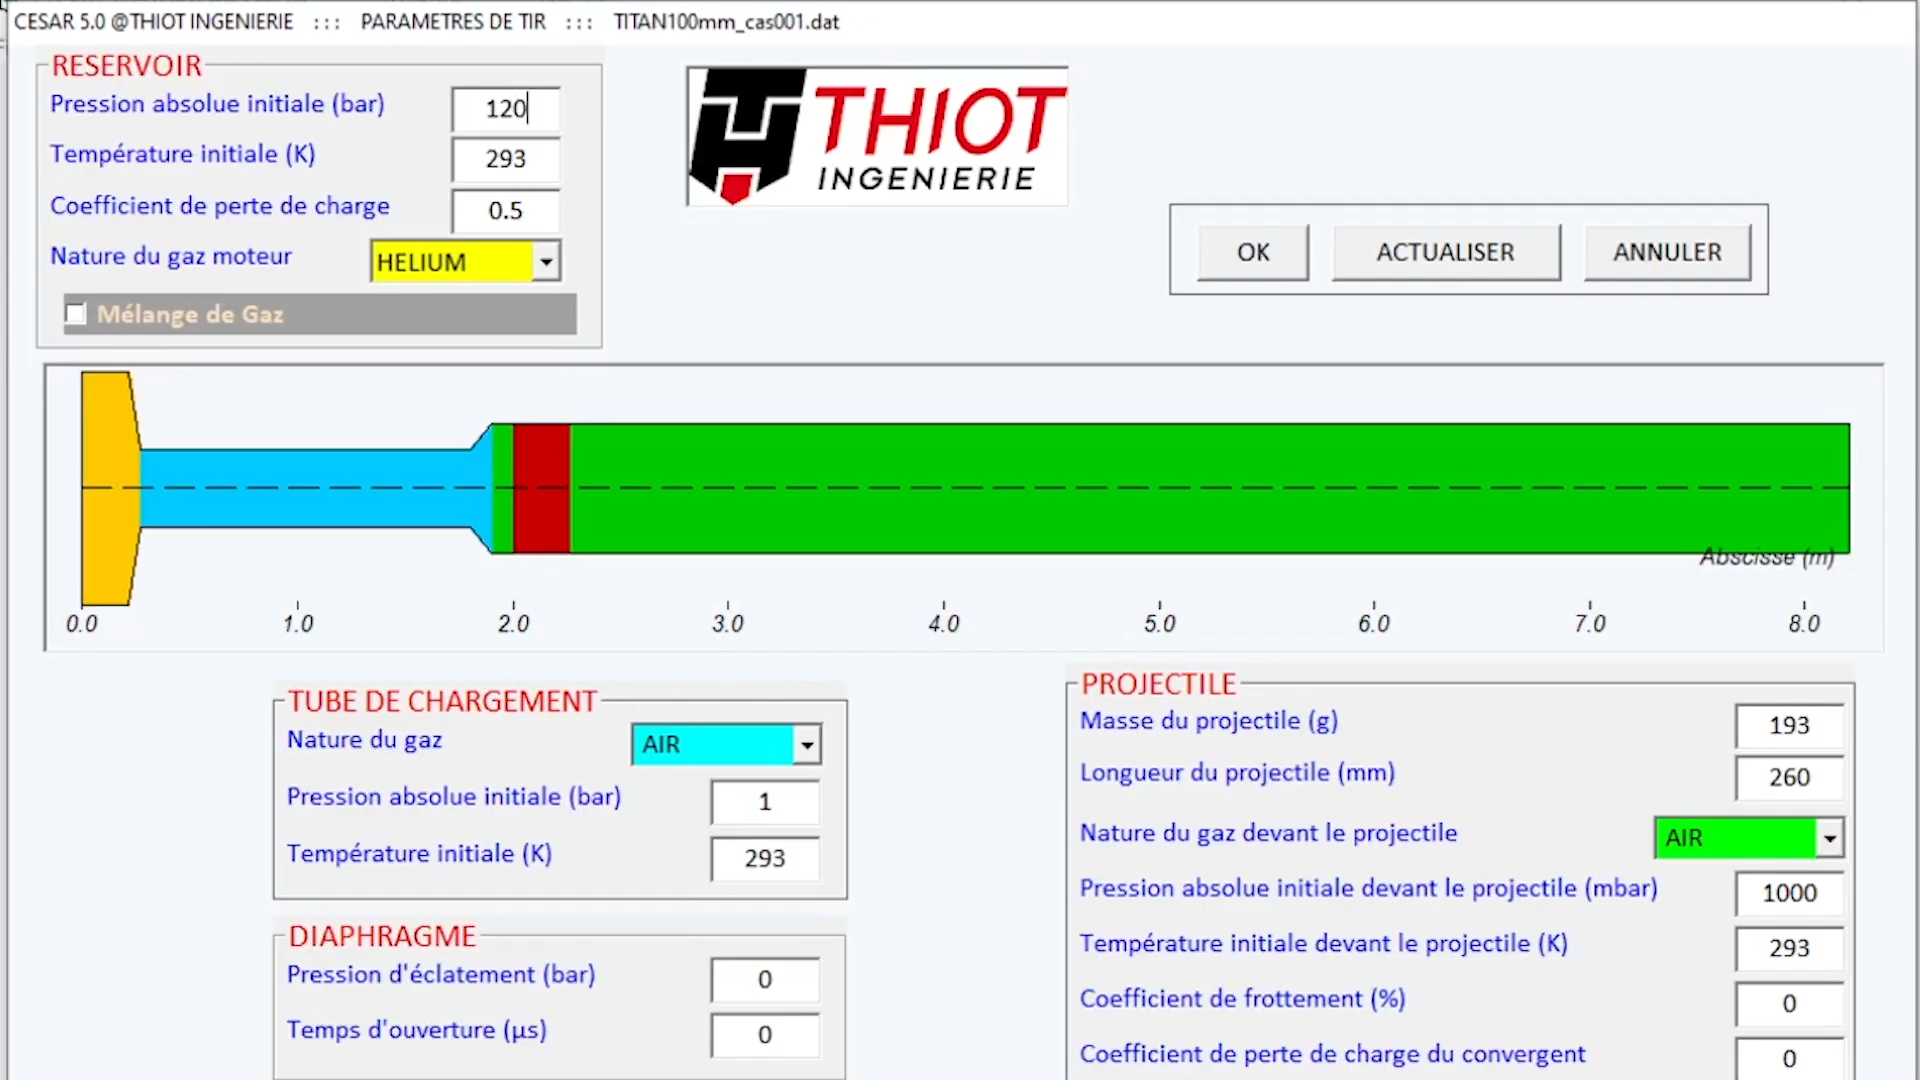 CESAR 5.0 @THIOT INGENIERIE ::: PARAMETRES DE TIR ::: TITAN100mm_cas001.dat
RESERVOIR
Pression absolue initiale (bar) 120
Température initiale (K) 293
Coefficient de perte de charge 0.5
Nature du gaz moteur HELIUM
Mélange de Gaz
THIOT
INGENIERIE
OK ACTUALISER ANNULER
Abscisse (m)
0.0 1.0 2.0 3.0 4.0 5.0 6.0 7.0 8.0
TUBE DE CHARGEMENT
Nature du gaz AIR
Pression absolue initiale (bar) 1
Température initiale (K) 293
DIAPHRAGME
Pression d'éclatement (bar) 0
Temps d'ouverture (µs) 0
PROJECTILE
Masse du projectile (g) 193
Longueur du projectile (mm) 260
Nature du gaz devant le projectile AIR
Pression absolue initiale devant le projectile (mbar) 1000
Température initiale devant le projectile (K) 293
Coefficient de frottement (%) 0
Coefficient de perte de charge du convergent 0